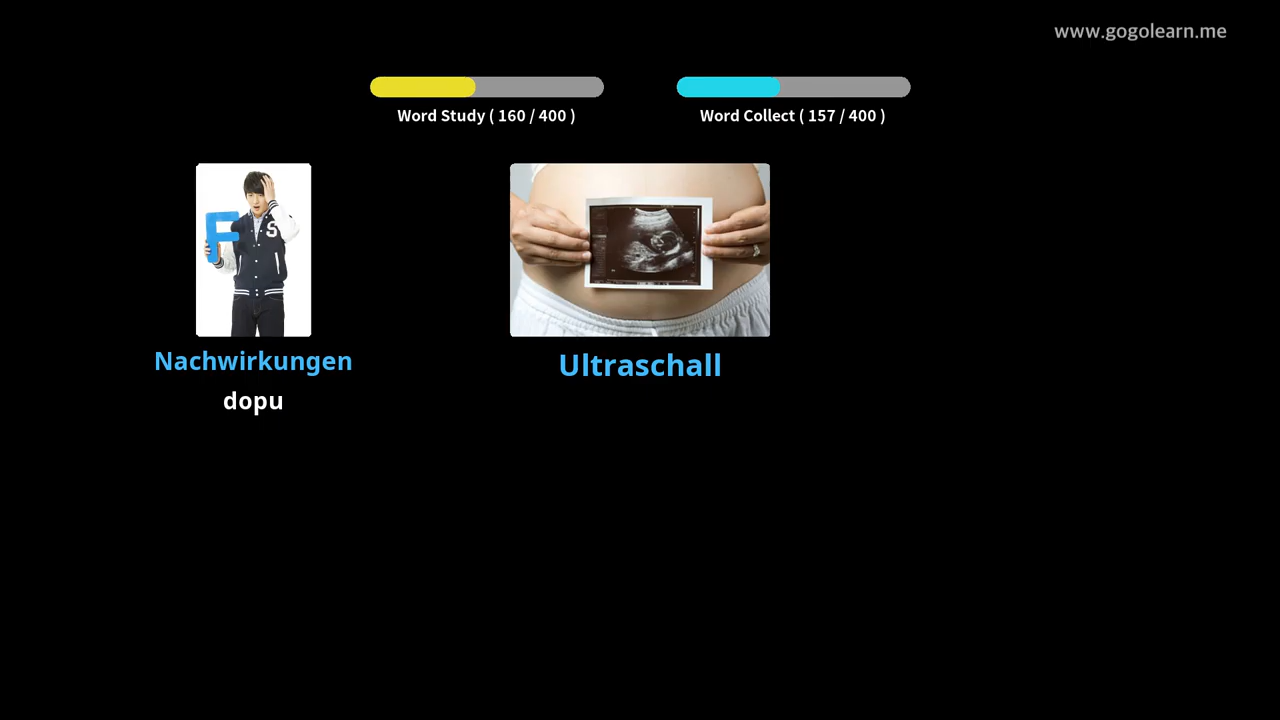 www.gogolearn.me
Word Study ( 160 / 400 )
Word Collect ( 157 / 400 )
F
S
Nachwirkungen
dopu
Ultraschall